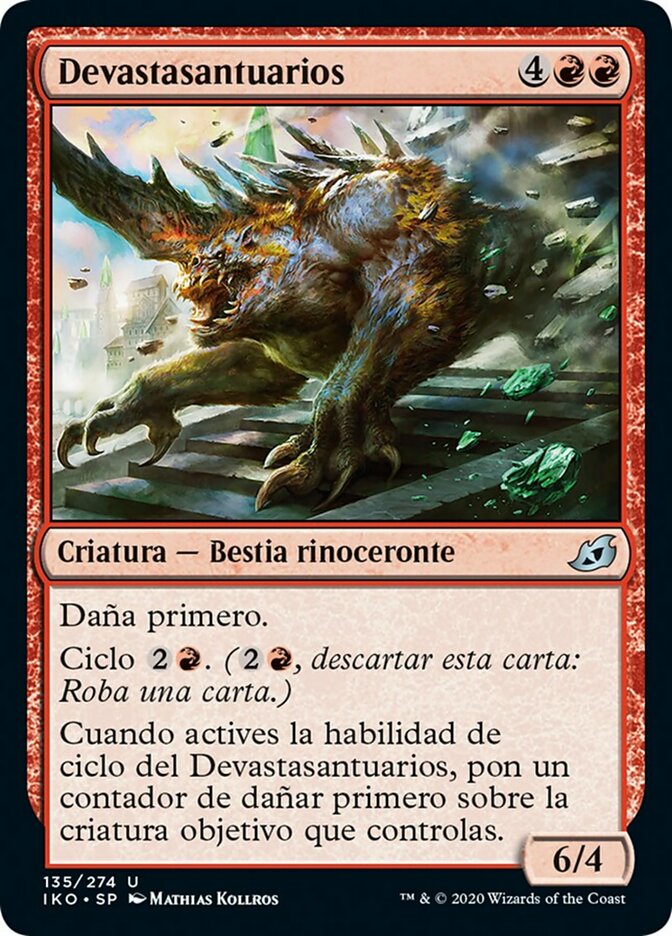 Devastasantuarios 4
Criatura — Bestia rinoceronte
Daña primero.
Ciclo 2. (2, descartar esta carta:
Roba una carta.)
Cuando actives la habilidad de
ciclo del Devastasantuarios, pon un
contador de dañar primero sobre la
criatura objetivo que controlas.
6/4
135/274 U
IKO • SP Mathias Kollros
™ & © 2020 Wizards of the Coast